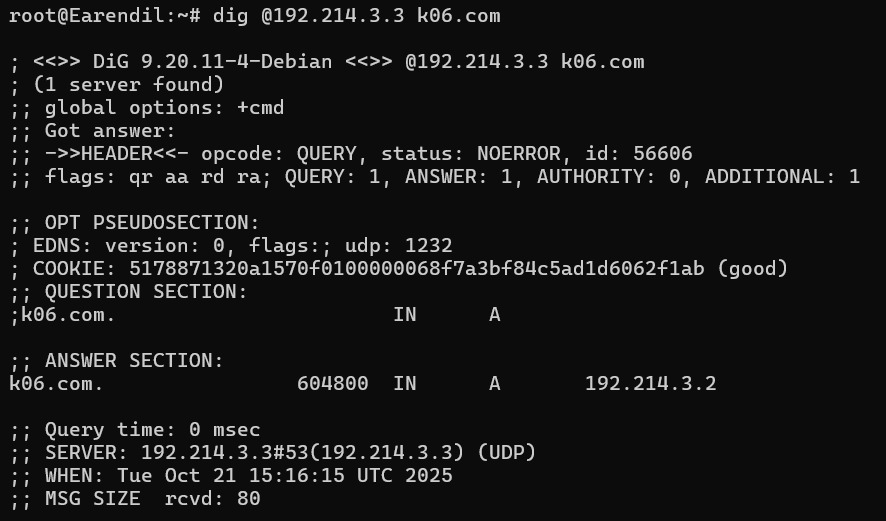 root@Earendil:~# dig @192.214.3.3 k06.com
; <<>> DiG 9.20.11-4-Debian <<>> @192.214.3.3 k06.com
; (1 server found)
;; global options: +cmd
;; Got answer:
;; ->>HEADER<<- opcode: QUERY, status: NOERROR, id: 56606
;; flags: qr aa rd ra; QUERY: 1, ANSWER: 1, AUTHORITY: 0, ADDITIONAL: 1
;; OPT PSEUDOSECTION:
; EDNS: version: 0, flags:; udp: 1232
; COOKIE: 5178871320a1570f0100000068f7a3bf84c5ad1d6062f1ab (good)
;; QUESTION SECTION:
;k06.com. IN A
;; ANSWER SECTION:
k06.com. 604800 IN A 192.214.3.2
;; Query time: 0 msec
;; SERVER: 192.214.3.3#53(192.214.3.3) (UDP)
;; WHEN: Tue Oct 21 15:16:15 UTC 2025
;; MSG SIZE rcvd: 80